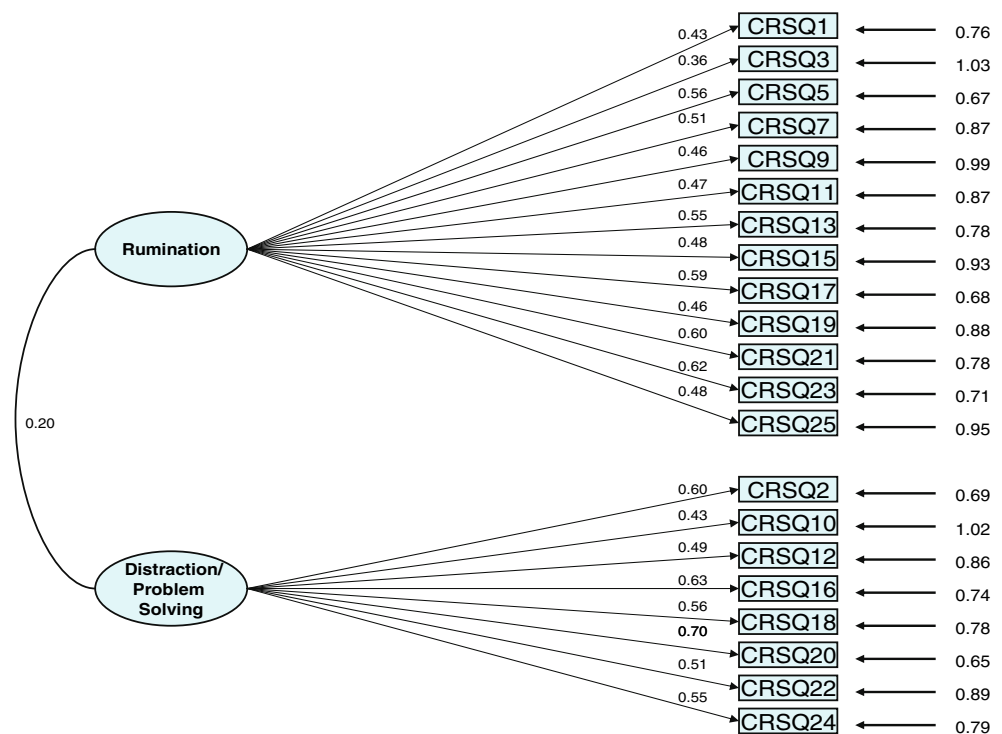 0.43 CRSQ1 0.76
0.36 CRSQ3 1.03
0.56 CRSQ5 0.67
0.51 CRSQ7 0.87
0.46 CRSQ9 0.99
0.47 CRSQ11 0.87
0.55 CRSQ13 0.78
Rumination
0.48 CRSQ15 0.93
0.59 CRSQ17 0.68
0.46 CRSQ19 0.88
0.60 CRSQ21 0.78
0.62 CRSQ23 0.71
0.48 CRSQ25 0.95
0.20
0.60 CRSQ2 0.69
0.43 CRSQ10 1.02
0.49 CRSQ12 0.86
Distraction/
Problem
Solving
0.63 CRSQ16 0.74
0.56 CRSQ18 0.78
0.70 CRSQ20 0.65
0.51 CRSQ22 0.89
0.55 CRSQ24 0.79